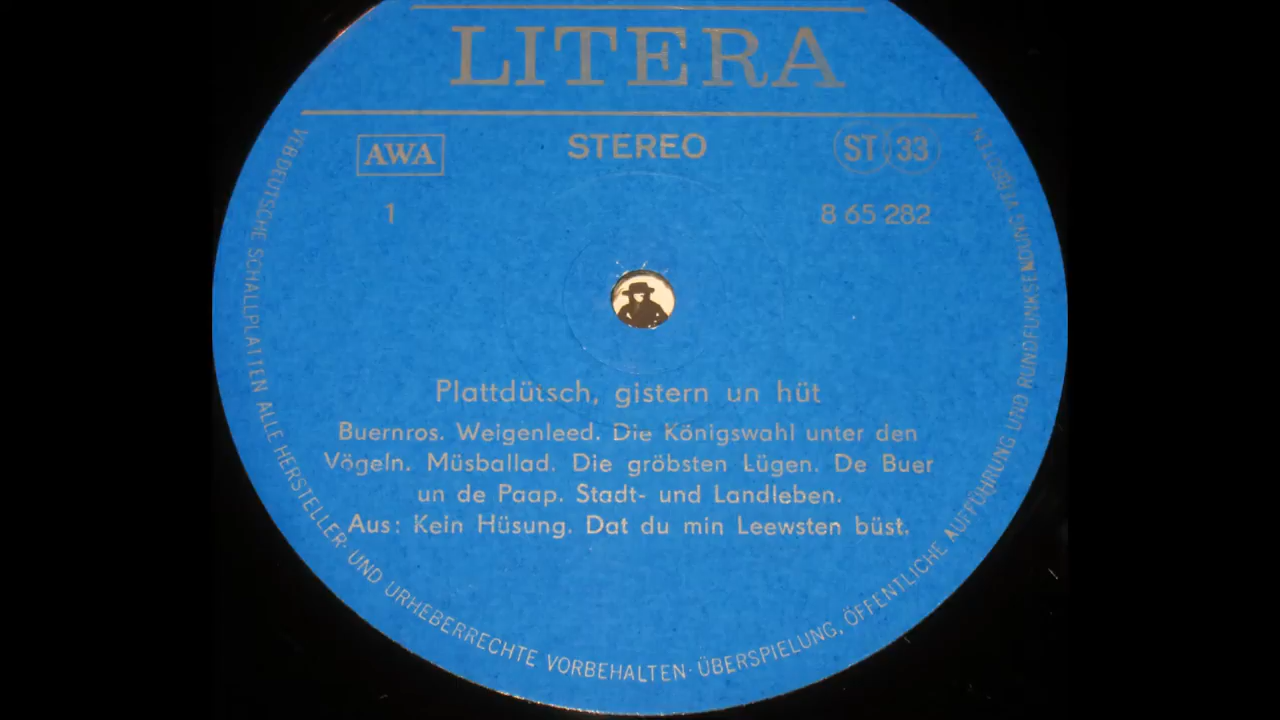 LITERA
AWA
STEREO
ST 33
1
8 65 282
Plattdütsch, gistern un hüt
Buernros. Weigenleed. Die Königswahl unter den
Vögeln. Müsballad. Die gröbsten Lügen. De Buer
un de Paap. Stadt- und Landleben.
Aus: Kein Hüsung. Dat du min Leewsten büst.
VEB DEUTSCHE SCHALLPLATTEN ALLE HERSTELLER- UND URHEBERRECHTE VORBEHALTEN· ÜBERSPIELUNG, ÖFFENTLICHE AUFFÜHRUNG UND RUNDFUNKSENDUNG VERBOTEN